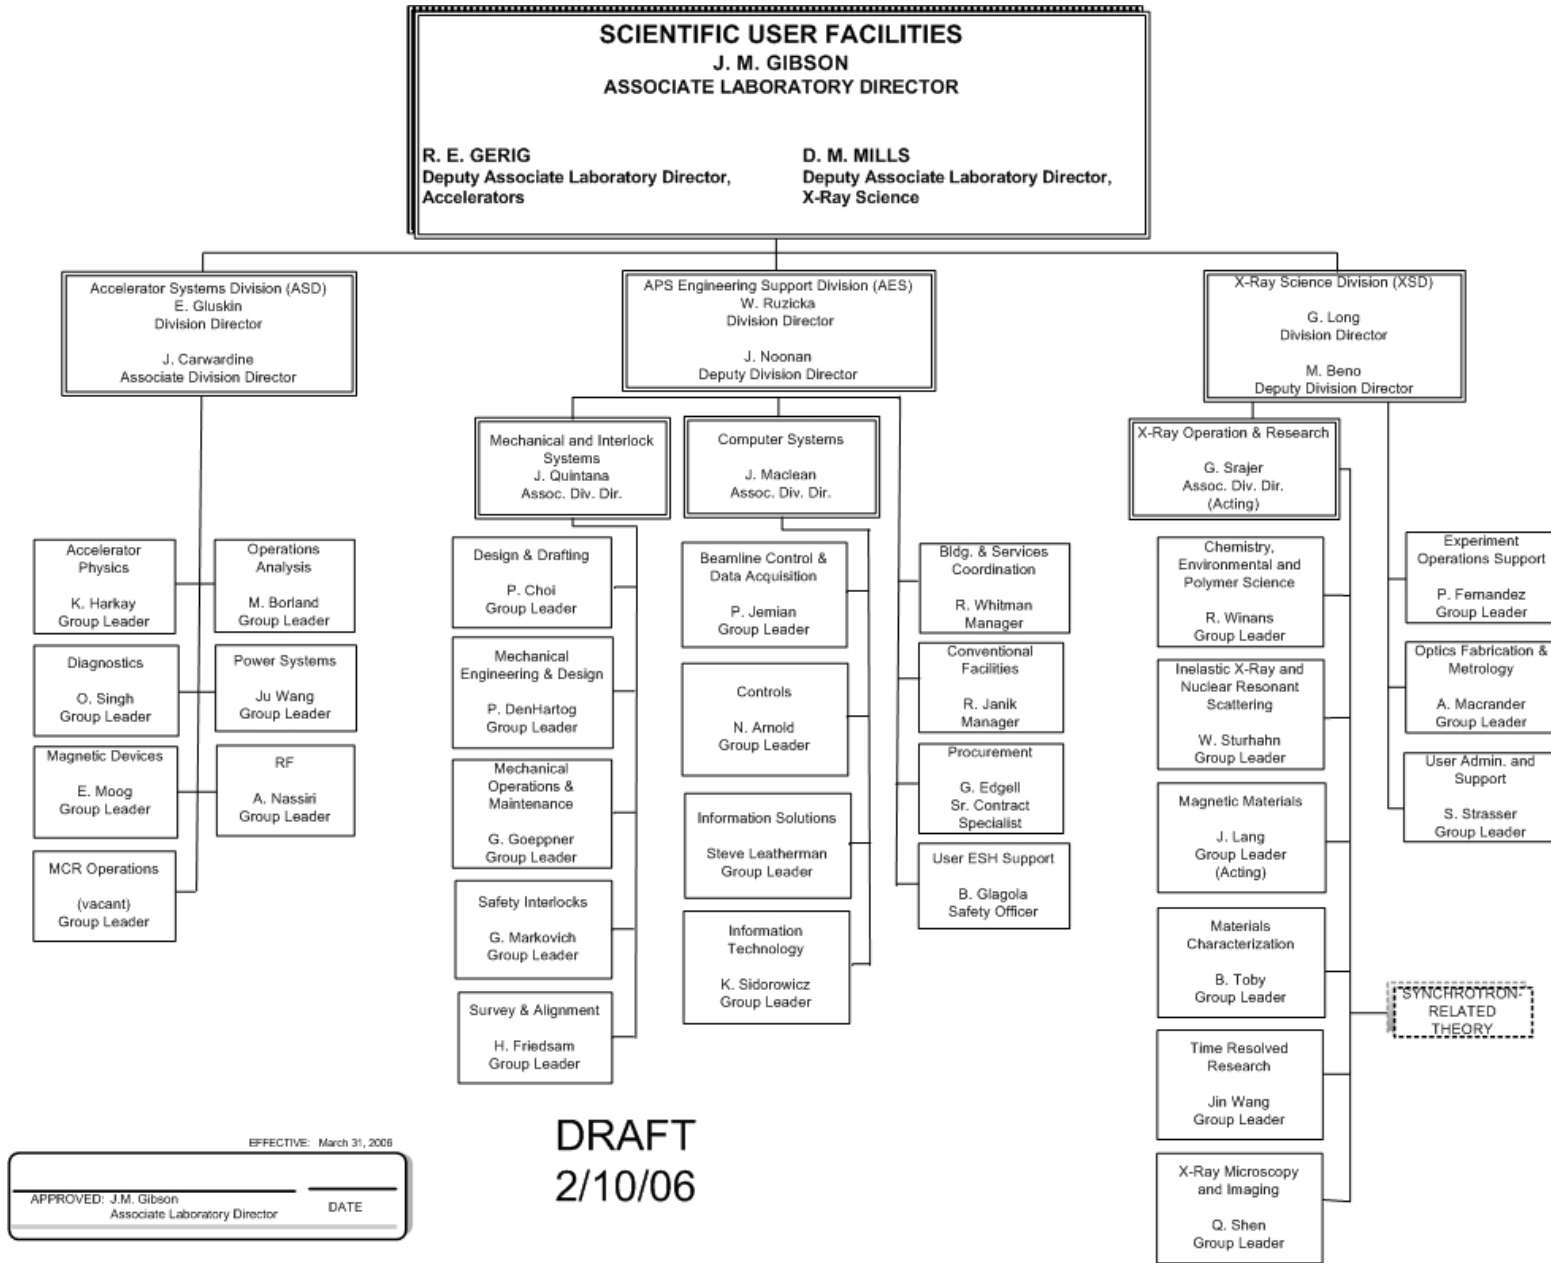 SCIENTIFIC USER FACILITIES
J. M. GIBSON
ASSOCIATE LABORATORY DIRECTOR
R. E. GERIG
Deputy Associate Laboratory Director,
Accelerators
D. M. MILLS
Deputy Associate Laboratory Director,
X-Ray Science
Accelerator Systems Division (ASD)
E. Gluskin
Division Director
J. Carwardine
Associate Division Director
APS Engineering Support Division (AES)
W. Ruzicka
Division Director
J. Noonan
Deputy Division Director
X-Ray Science Division (XSD)
G. Long
Division Director
M. Beno
Deputy Division Director
Mechanical and Interlock
Systems
J. Quintana
Assoc. Div. Dir.
Computer Systems
J. Maclean
Assoc. Div. Dir.
X-Ray Operation & Research
G. Srajer
Assoc. Div. Dir.
(Acting)
Accelerator
Physics
K. Harkay
Group Leader
Operations
Analysis
M. Borland
Group Leader
Diagnostics
O. Singh
Group Leader
Power Systems
Ju Wang
Group Leader
Magnetic Devices
E. Moog
Group Leader
RF
A. Nassiri
Group Leader
MCR Operations
(vacant)
Group Leader
Design & Drafting
P. Choi
Group Leader
Mechanical
Engineering & Design
P. DenHartog
Group Leader
Mechanical
Operations &
Maintenance
G. Goeppner
Group Leader
Safety Interlocks
G. Markovich
Group Leader
Survey & Alignment
H. Friedsam
Group Leader
Beamline Control &
Data Acquisition
P. Jemian
Group Leader
Controls
N. Arnold
Group Leader
Information Solutions
Steve Leatherman
Group Leader
Information
Technology
K. Sidorowicz
Group Leader
Bldg. & Services
Coordination
R. Whitman
Manager
Conventional
Facilities
R. Janik
Manager
Procurement
G. Edgell
Sr. Contract
Specialist
User ESH Support
B. Glagola
Safety Officer
Chemistry,
Environmental and
Polymer Science
R. Winans
Group Leader
Inelastic X-Ray and
Nuclear Resonant
Scattering
W. Sturhahn
Group Leader
Magnetic Materials
J. Lang
Group Leader
(Acting)
Materials
Characterization
B. Toby
Group Leader
Time Resolved
Research
Jin Wang
Group Leader
X-Ray Microscopy
and Imaging
Q. Shen
Group Leader
Experiment
Operations Support
P. Fernandez
Group Leader
Optics Fabrication &
Metrology
A. Macrander
Group Leader
User Admin. and
Support
S. Strasser
Group Leader
SYNCHROTRON-
RELATED
THEORY
EFFECTIVE: March 31, 2006
APPROVED: J.M. Gibson
Associate Laboratory Director
DATE
DRAFT
2/10/06